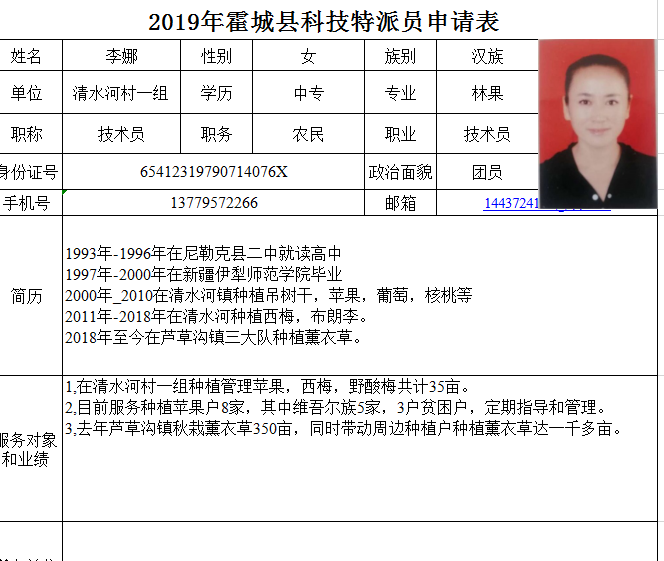 2019年霍城县科技特派员申请表
姓名 李娜 性别 女 族别 汉族
单位 清水河村一组 学历 中专 专业 林果
职称 技术员 职务 农民 职业 技术员
身份证号 65412319790714076X 政治面貌 团员
手机号 13779572266 邮箱 1443724
简历
1993年-1996年在尼勒克县二中就读高中
1997年-2000年在新疆伊犁师范学院毕业
2000年_2010在清水河镇种植吊树干，苹果，葡萄，核桃等
2011年-2018年在清水河种植西梅，布朗李。
2018年至今在芦草沟镇三大队种植薰衣草。
服务对象
和业绩
1,在清水河村一组种植管理苹果，西梅，野酸梅共计35亩。
2,目前服务种植苹果户8家，其中维吾尔族5家，3户贫困户，定期指导和管理。
3,去年芦草沟镇秋栽薰衣草350亩，同时带动周边种植户种植薰衣草达一千多亩。